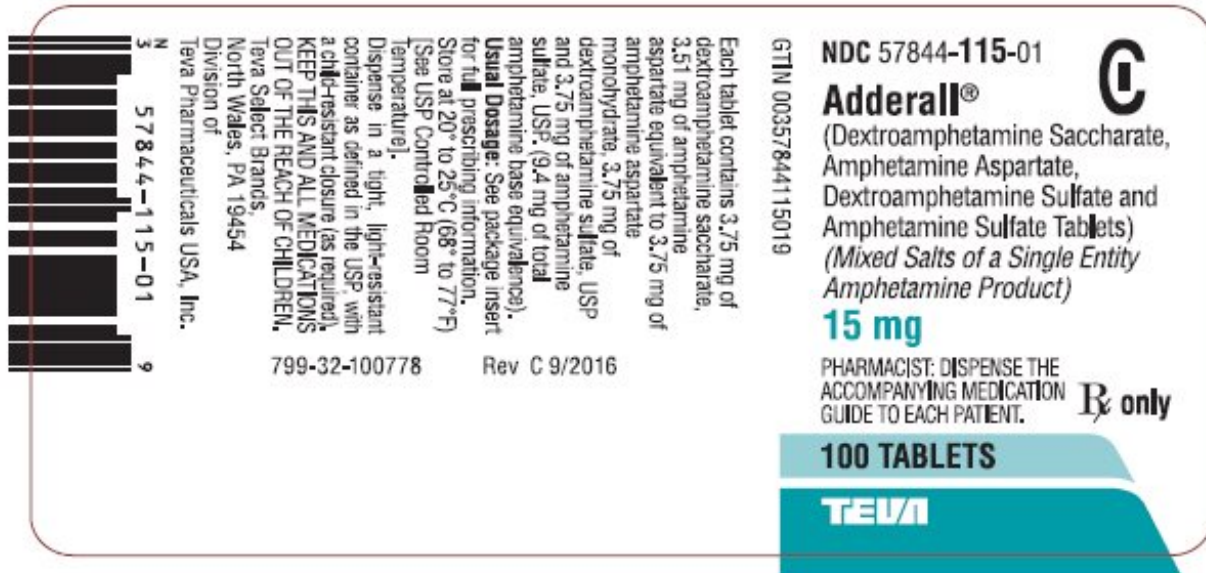 NDC 57844-115-01
CII
Adderall®
(Dextroamphetamine Saccharate,
Amphetamine Aspartate,
Dextroamphetamine Sulfate and
Amphetamine Sulfate Tablets)
(Mixed Salts of a Single Entity
Amphetamine Product)
15 mg
PHARMACIST: DISPENSE THE
ACCOMPANYING MEDICATION
GUIDE TO EACH PATIENT.
Rx only
100 TABLETS
TEVA
GTIN 00357844115019
Each tablet contains 3.75 mg of
dextroamphetamine saccharate,
3.51 mg of amphetamine
aspartate equivalent to 3.75 mg of
amphetamine aspartate
monohydrate, 3.75 mg of
dextroamphetamine sulfate, USP
and 3.75 mg of amphetamine
sulfate, USP. (9.4 mg of total
amphetamine base equivalence).
Usual Dosage: See package insert
for full prescribing information.
Store at 20° to 25°C (68° to 77°F)
[See USP Controlled Room
Temperature].
Dispense in a tight, light-resistant
container as defined in the USP, with
a child-resistant closure (as required).
KEEP THIS AND ALL MEDICATIONS
OUT OF THE REACH OF CHILDREN.
Teva Select Brands,
North Wales, PA 19454
Division of
Teva Pharmaceuticals USA, Inc.
Rev C 9/2016
799-32-100778
N
3 57844-115-01 9